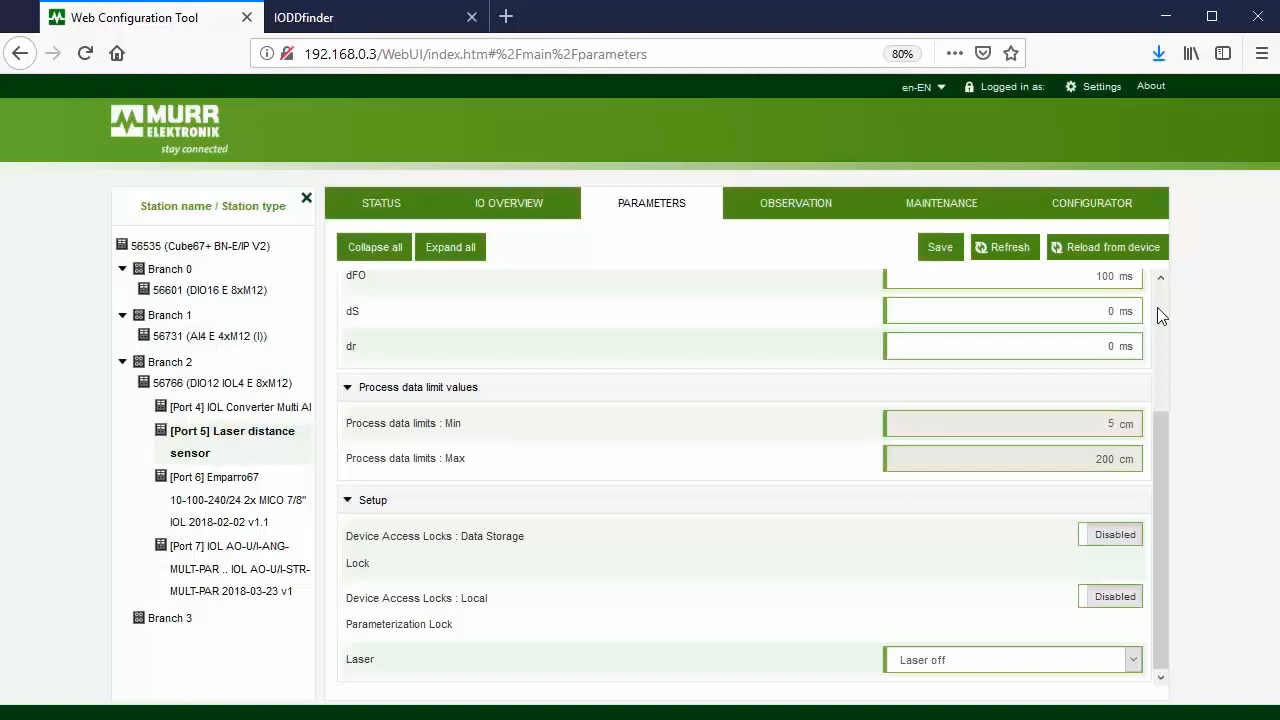 Web Configuration Tool
IODDfinder
192.168.0.3/WebUI/index.htm#%2Fmain%2Fparameters
80%
en-EN
Logged in as:
Settings
About
MURR
ELEKTRONIK
stay connected
Station name / Station type
56535 (Cube67+ BN-E/IP V2)
Branch 0
56601 (DIO16 E 8xM12)
Branch 1
56731 (AI4 E 4xM12 (I))
Branch 2
56766 (DIO12 IOL4 E 8xM12)
[Port 4] IOL Converter Multi AI
[Port 5] Laser distance
sensor
[Port 6] Emparro67
10-100-240/24 2x MICO 7/8"
IOL 2018-02-02 v1.1
[Port 7] IOL AO-U/I-ANG-
MULT-PAR .. IOL AO-U/I-STR-
MULT-PAR 2018-03-23 v1
Branch 3
STATUS
IO OVERVIEW
PARAMETERS
OBSERVATION
MAINTENANCE
CONFIGURATOR
Collapse all
Expand all
Save
Refresh
Reload from device
dFO 100 ms
dS 0 ms
dr 0 ms
Process data limit values
Process data limits : Min 5 cm
Process data limits : Max 200 cm
Setup
Device Access Locks : Data Storage Disabled
Lock
Device Access Locks : Local Disabled
Parameterization Lock
Laser Laser off